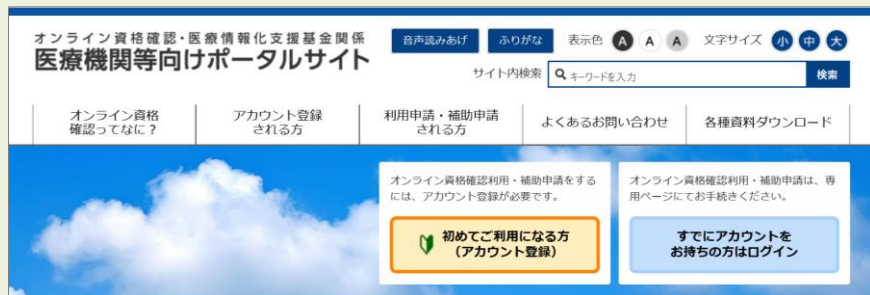 オンライン資格確認・医療情報化支援基金関係
医療機関等向けポータルサイト
音声読みあげ
ふりがな
表示色 A A A
文字サイズ 小 中 大
サイト内検索
キーワードを入力
検索
オンライン資格
確認ってなに？
アカウント登録
される方
利用申請・補助申請
される方
よくあるお問い合わせ
各種資料ダウンロード
オンライン資格確認利用・補助申請をする
には、アカウント登録が必要です。
初めてご利用になる方
（アカウント登録）
オンライン資格確認利用・補助申請は、専
用ページにてお手続きください。
すでにアカウントを
お持ちの方はログイン